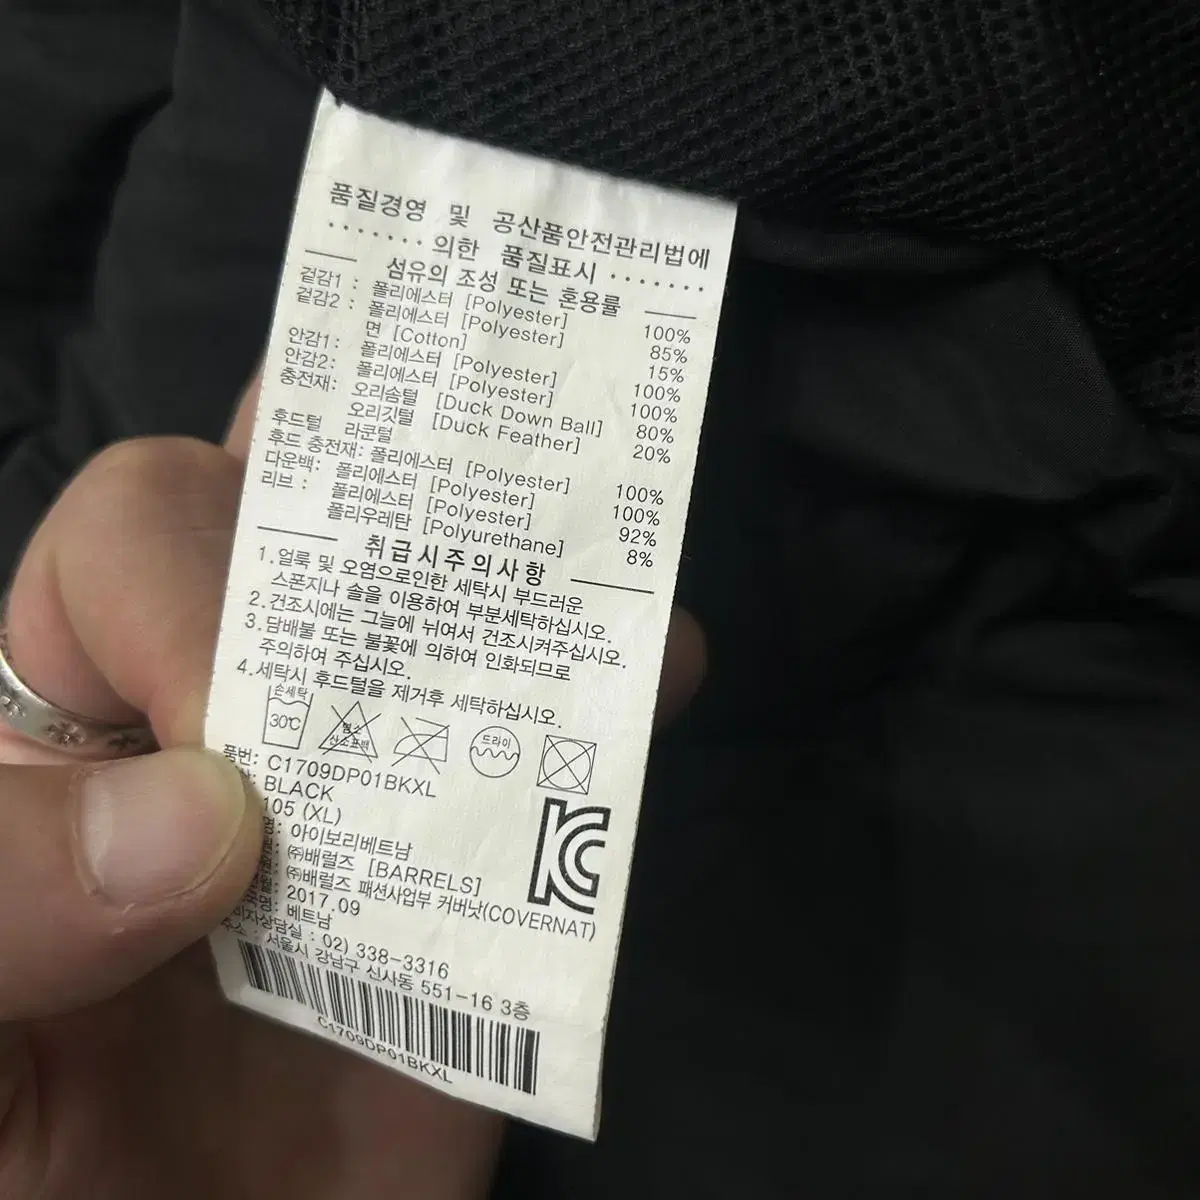 품질경영 및 공산품안전관리법에
·······의한 품질표시·······
섬유의 조성 또는 혼용률
겉감1 : 폴리에스터 [Polyester] 100%
겉감2 : 폴리에스터 [Polyester] 85%
면 [Cotton] 15%
안감1: 폴리에스터 [Polyester] 100%
안감2: 폴리에스터 [Polyester] 100%
충전재: 오리솜털 [Duck Down Ball] 80%
오리깃털 [Duck Feather] 20%
후드털 라쿤털
후드 충전재: 폴리에스터 [Polyester] 100%
다운백: 폴리에스터 [Polyester] 100%
리브 : 폴리에스터 [Polyester] 92%
폴리우레탄 [Polyurethane] 8%
취급시주의사항
1.얼룩 및 오염으로인한 세탁시 부드러운
스폰지나 솔을 이용하여 부분세탁하십시오.
2.건조시에는 그늘에 뉘여서 건조시켜주십시오.
3.담배불 또는 불꽃에 의하여 인화되므로
주의하여 주십시오.
4.세탁시 후드털을 제거후 세탁하십시오.
손세탁
30℃
염소
산소표백
드라이
품번: C1709DP01BKXL
BLACK
105 (XL)
아이보리베트남
㈜배럴즈 [BARRELS]
㈜배럴즈 패션사업부 커버낫(COVERNAT)
2017.09
베트남
02) 338-3316
주소 : 서울시 강남구 신사동 551-16 3층
C1709DP01BKXL